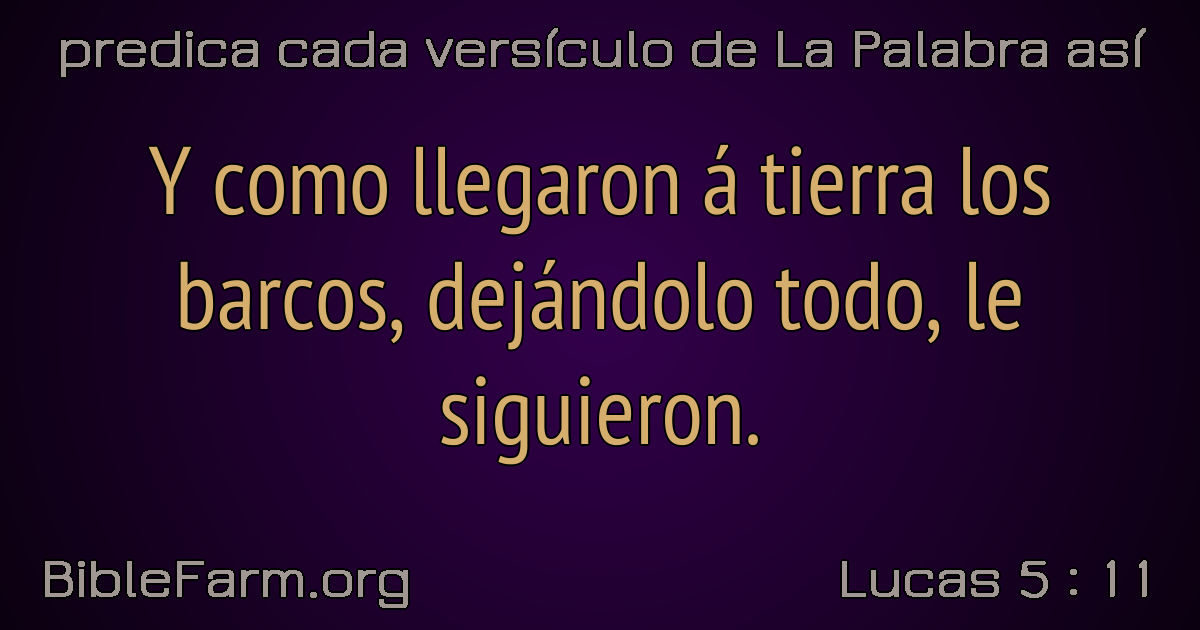 predica cada versículo de La Palabra así
Y como llegaron á tierra los
barcos, dejándolo todo, le
siguieron.
BibleFarm.org
Lucas 5 : 11